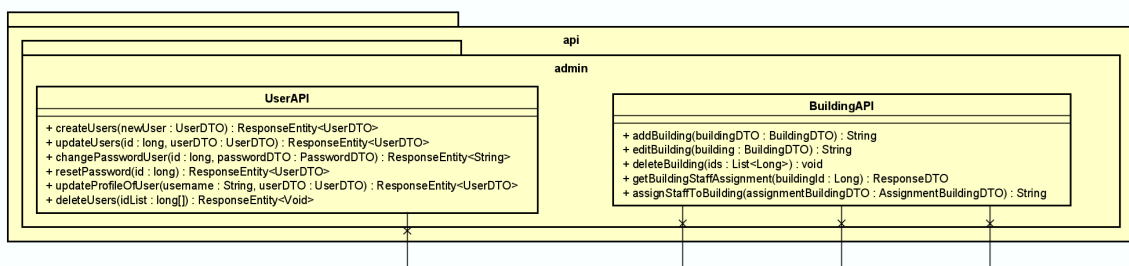 api
admin
UserAPI
+ createUsers(newUser : UserDTO) : ResponseEntity<UserDTO>
+ updateUsers(id : long, userDTO : UserDTO) : ResponseEntity<UserDTO>
+ changePasswordUser(id : long, passwordDTO : PasswordDTO) : ResponseEntity<String>
+ resetPassword(id : long) : ResponseEntity<UserDTO>
+ updateProfileOfUser(username : String, userDTO : UserDTO) : ResponseEntity<UserDTO>
+ deleteUsers(idList : long[]) : ResponseEntity<Void>
BuildingAPI
+ addBuilding(buildingDTO : BuildingDTO) : String
+ editBuilding(building : BuildingDTO) : String
+ deleteBuilding(ids : List<Long>) : void
+ getBuildingStaffAssignment(buildingId : Long) : ResponseDTO
+ assignStaffToBuilding(assignmentBuildingDTO : AssignmentBuildingDTO) : String